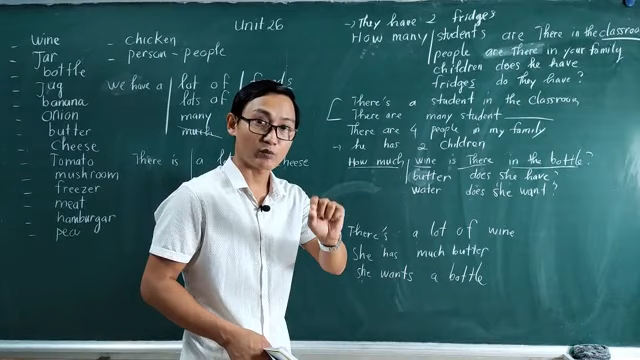 Unit 26
- wine
- Jar
- bottle
- Jug
- banana
- onion
- butter
- Cheese
- Tomato
- mushroom
- freezer
- meat
- hamburgar
- pea
- chicken
- person - people
we have a | lot of
lots of
many
much
There is | a
→ They have 2 fridges
How many | students are There in the classroom
people are there in your family
children does he have
fridges do they have?
There's a student in the classroom
There are many student
There are 4 people in my family
→ he has 2 children
How much | wine is There in the bottle?
butter does she have?
water does she want?
There's a lot of wine
She has much butter
she wants a bottle